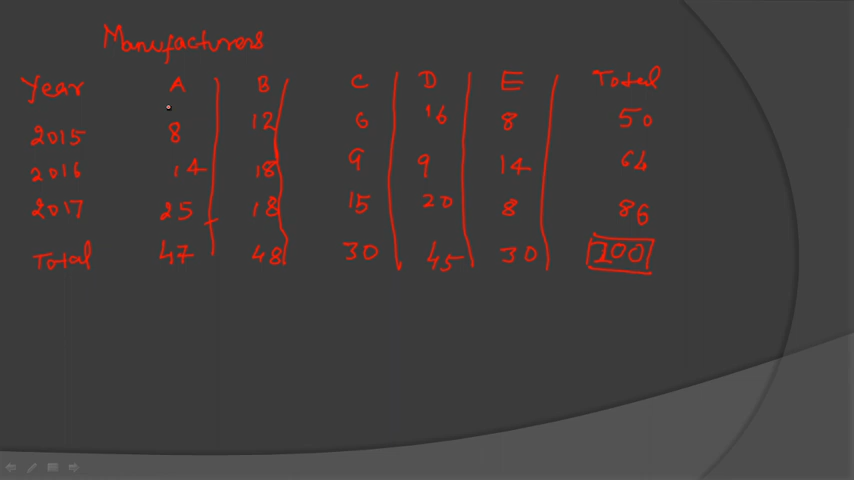 Manufacturers
Year A B C D E Total
2015 8 12 6 16 8 50
2016 14 18 9 9 14 64
2017 25 18 15 20 8 86
Total 47 48 30 45 30 100